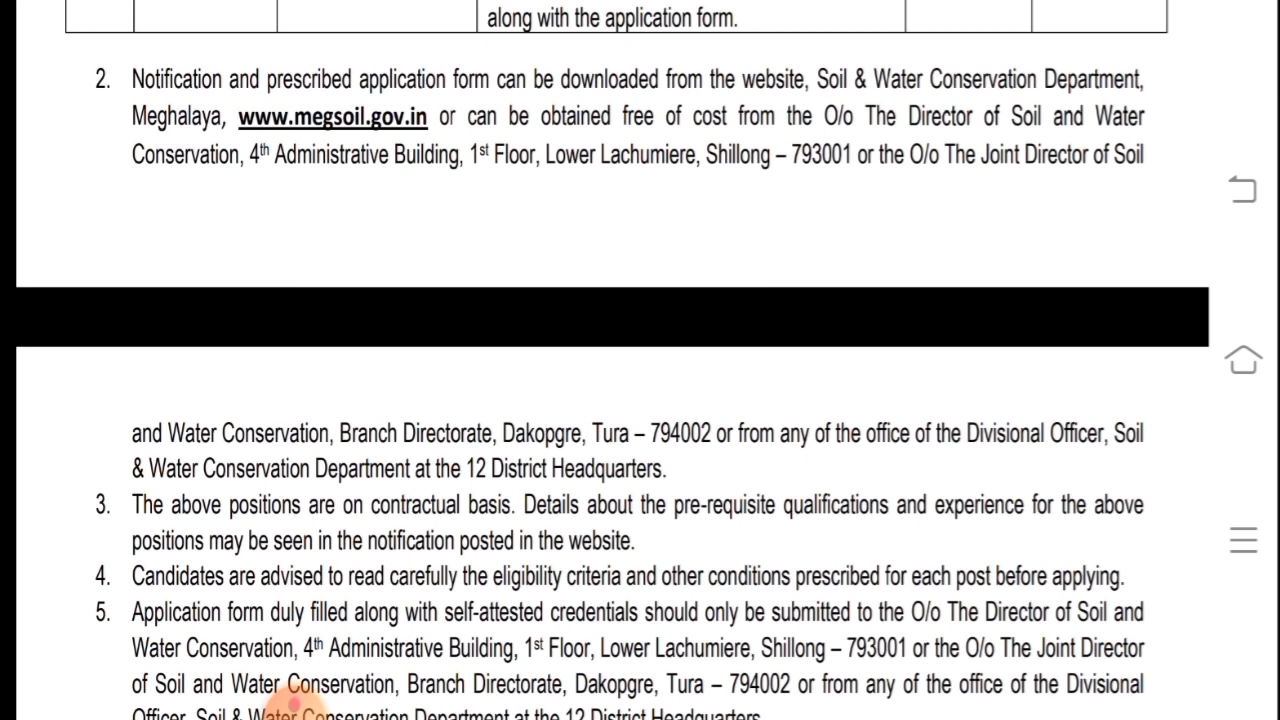 along with the application form.
2. Notification and prescribed application form can be downloaded from the website, Soil & Water Conservation Department,
Meghalaya, www.megsoil.gov.in or can be obtained free of cost from the O/o The Director of Soil and Water
Conservation, 4th Administrative Building, 1st Floor, Lower Lachumiere, Shillong – 793001 or the O/o The Joint Director of Soil
and Water Conservation, Branch Directorate, Dakopgre, Tura – 794002 or from any of the office of the Divisional Officer, Soil
& Water Conservation Department at the 12 District Headquarters.
3. The above positions are on contractual basis. Details about the pre-requisite qualifications and experience for the above
positions may be seen in the notification posted in the website.
4. Candidates are advised to read carefully the eligibility criteria and other conditions prescribed for each post before applying.
5. Application form duly filled along with self-attested credentials should only be submitted to the O/o The Director of Soil and
Water Conservation, 4th Administrative Building, 1st Floor, Lower Lachumiere, Shillong – 793001 or the O/o The Joint Director
of Soil and Water Conservation, Branch Directorate, Dakopgre, Tura – 794002 or from any of the office of the Divisional
Officer, Soil & Water Conservation Department at the 12 District Headquarters.